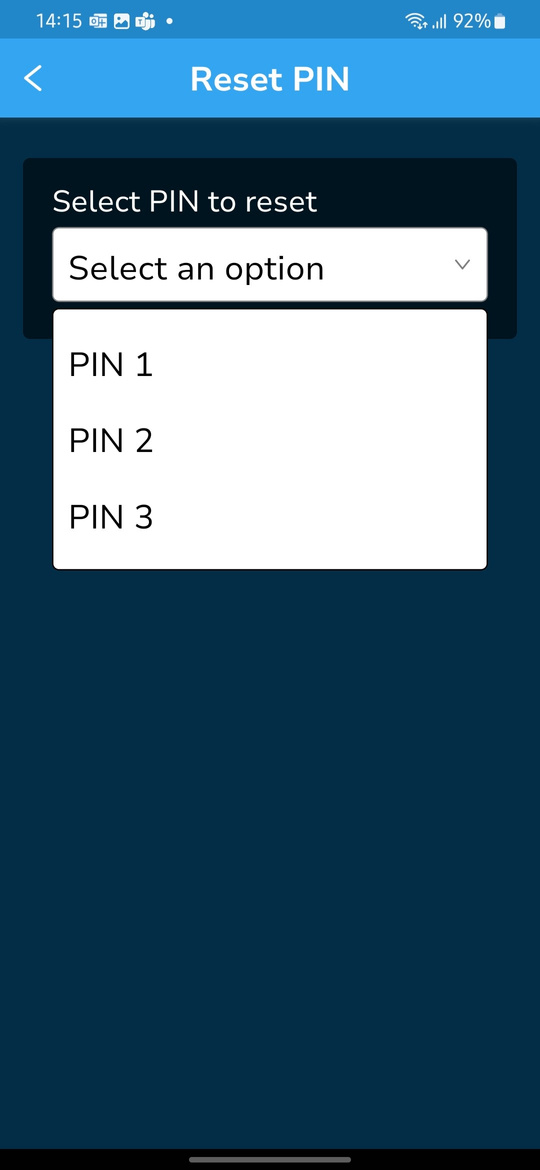 14:15 92%
Reset PIN
Select PIN to reset
Select an option
PIN 1
PIN 2
PIN 3